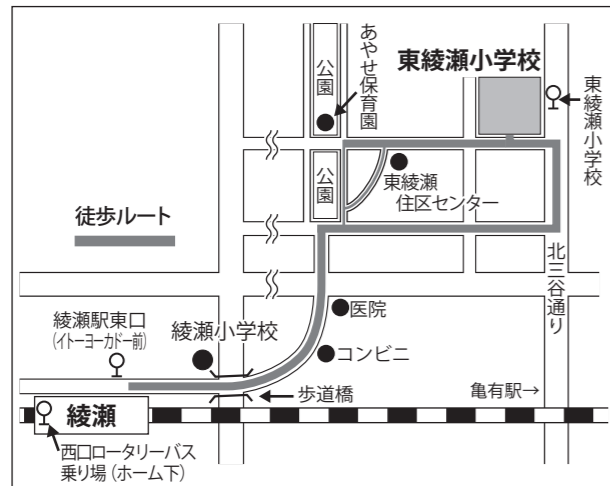 公園
あやせ保育園
東綾瀬小学校
東綾瀬小学校
公園
東綾瀬
住区センター
徒歩ルート
北三谷通り
医院
綾瀬駅東口
(イトーヨーカドー前)
綾瀬小学校
コンビニ
歩道橋
亀有駅→
綾瀬
西口ロータリーバス
乗り場(ホーム下)